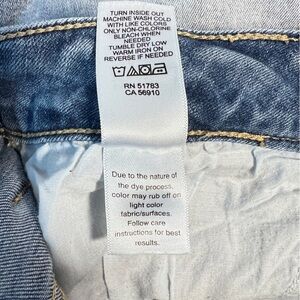 TURN INSIDE OUT
MACHINE WASH COLD
WITH LIKE COLORS
ONLY NON-CHLORINE
BLEACH WHEN
NEEDED
TUMBLE DRY LOW
WARM IRON ON
REVERSE IF NEEDED
RN 51783
CA 56910
Due to the nature of
the dye process,
color may rub off on
light color
fabric/surfaces.
Follow care
instructions for best
results.